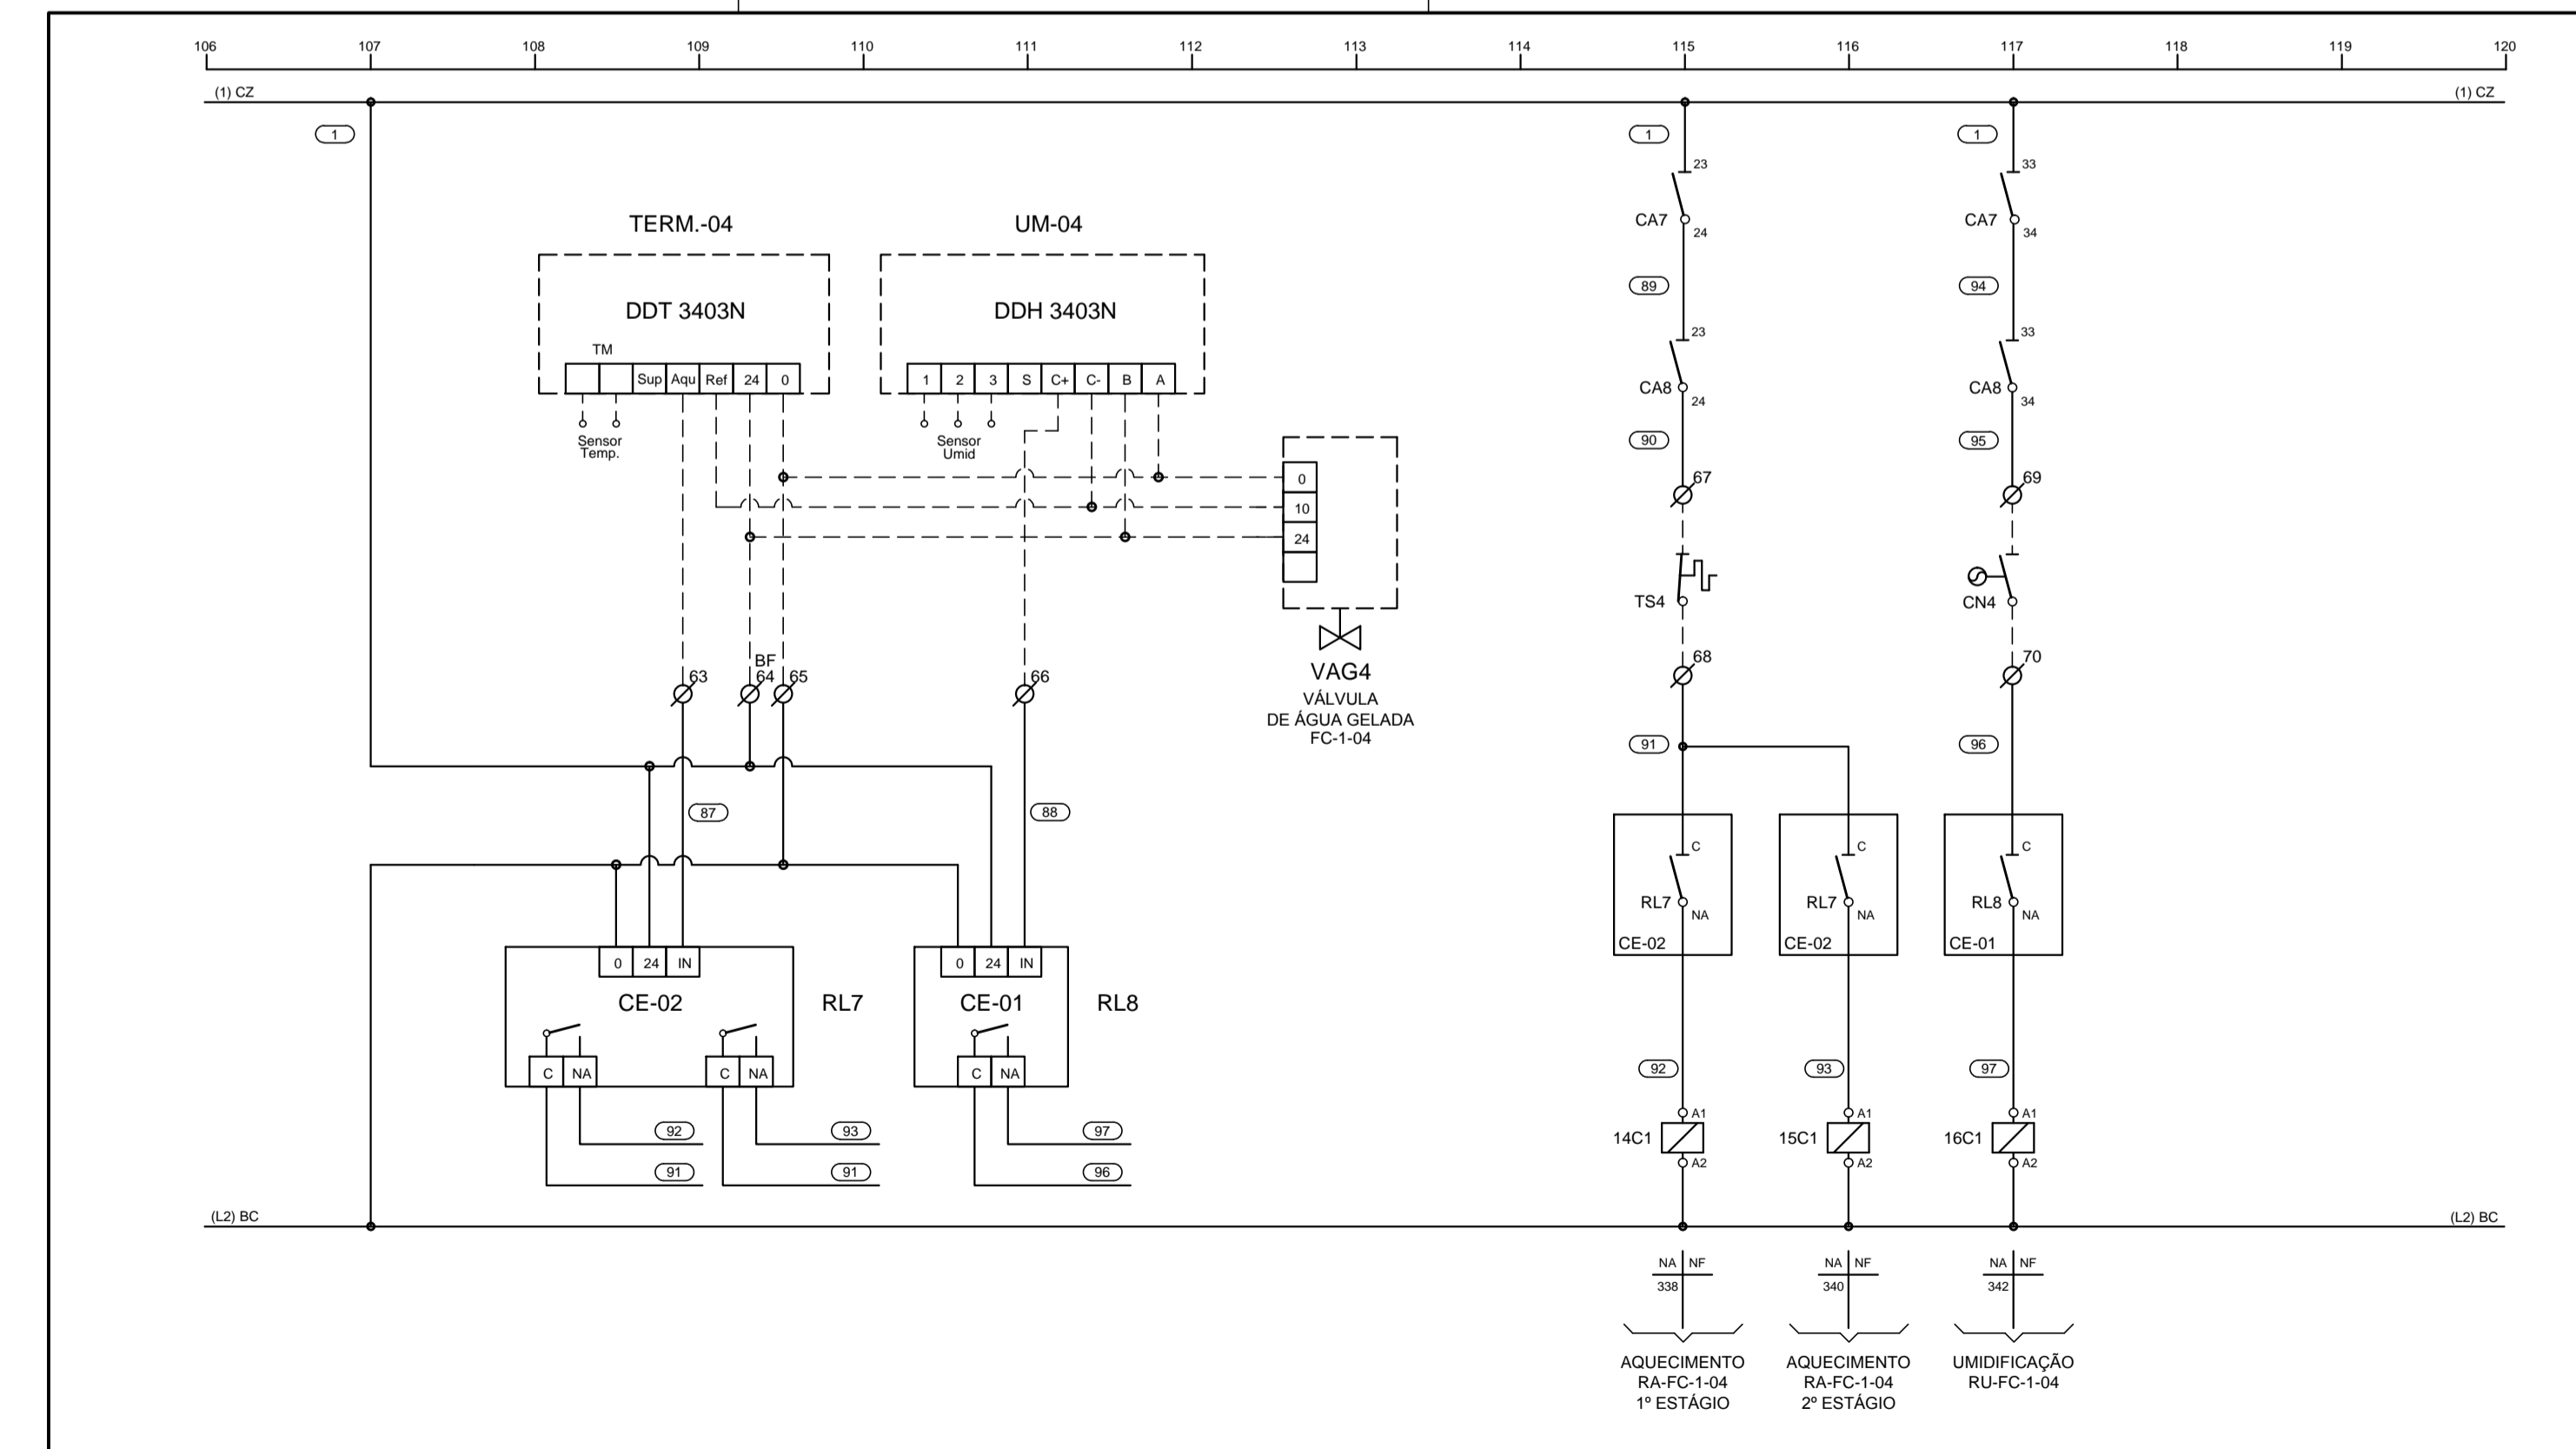 106 107 108 109 110 111 112 113 114 115 116 117 118 119 120
(1) CZ (1) CZ
1 1 1
23 33
CA7 CA7
24 34
TERM.-04 UM-04
89 94
DDT 3403N DDH 3403N
23 33
TM
Sup Aqu Ref 24 0 1 2 3 S C+ C- B A
CA8 CA8
24 34
Sensor Sensor
Temp. Umid
90 95
0
10
24
67 69
TS4 CN4
68 70
BF
63 64 65 66
VAG4
VÁLVULA
DE ÁGUA GELADA
FC-1-04
91 96
87 88
C C C
RL7 RL7 RL8
NA NA NA
CE-02 CE-02 CE-01
0 24 IN 0 24 IN
CE-02 RL7 CE-01 RL8
C NA C NA C NA
92 93 97
92 93 97
91 91 96
A1 A1 A1
14C1 15C1 16C1
A2 A2 A2
(L2) BC (L2) BC
NA NF NA NF NA NF
338 340 342
AQUECIMENTO AQUECIMENTO UMIDIFICAÇÃO
RA-FC-1-04 RA-FC-1-04 RU-FC-1-04
1º ESTÁGIO 2º ESTÁGIO